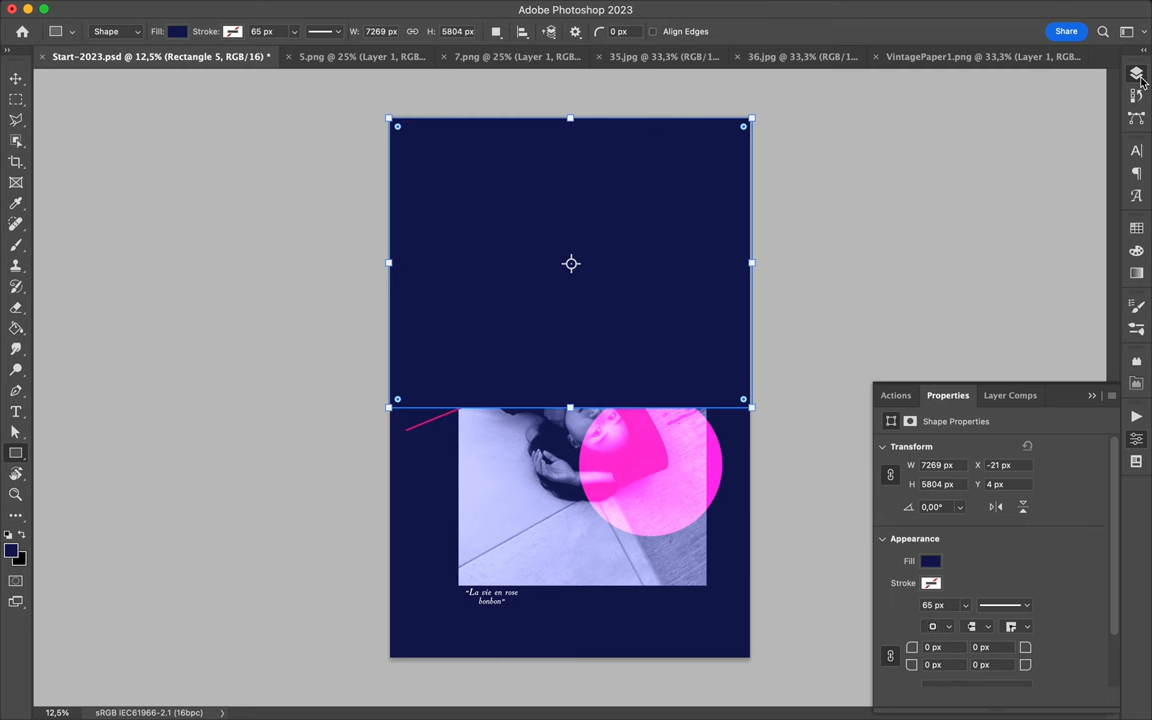 Adobe Photoshop 2023
Shape Fill: Stroke: 65 px W: 7269 px H: 5804 px 0 px Align Edges Share
Start-2023.psd @ 12,5% (Rectangle 5, RGB/16) * 5.png @ 25% (Layer 1, RGB... 7.png @ 25% (Layer 1, RGB... 35.jpg @ 33,3% (RGB/1... 36.jpg @ 33,3% (RGB/1... VintagePaper1.png @ 33,3% (Layer 1, RGB...
Actions Properties Layer Comps
Shape Properties
Transform
W 7269 px X -21 px
H 5804 px Y 4 px
0,00°
Appearance
Fill
Stroke
65 px
0 px 0 px
0 px 0 px
"La vie en rose
bonbon"
12,5% sRGB IEC61966-2.1 (16bpc)